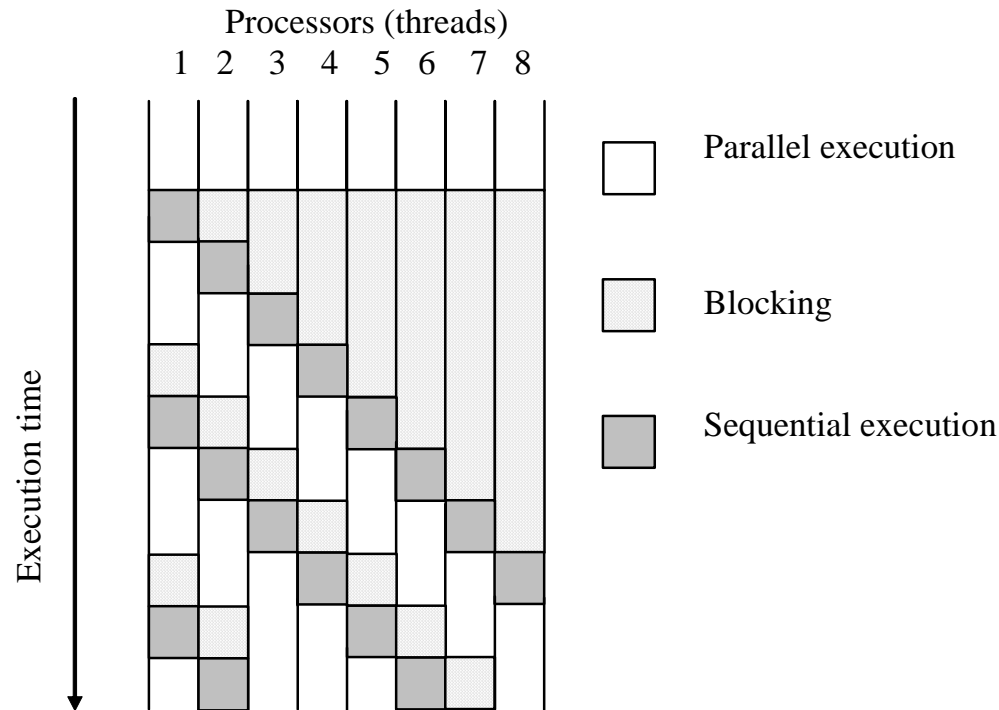 Processors (threads)
1 2 3 4 5 6 7 8
Parallel execution
Blocking
Sequential execution
Execution time